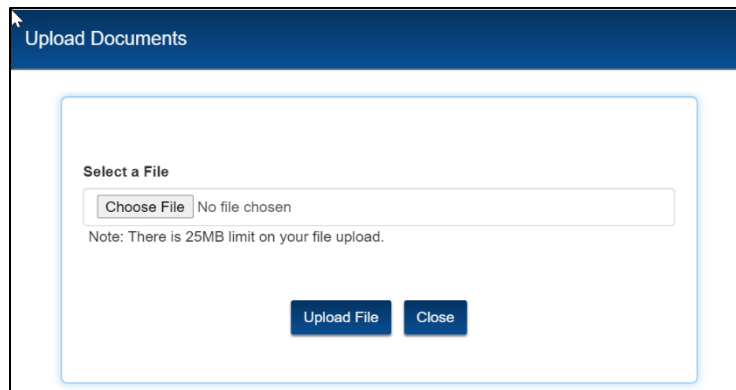 Upload Documents
Select a File
Choose File No file chosen
Note: There is 25MB limit on your file upload.
Upload File Close